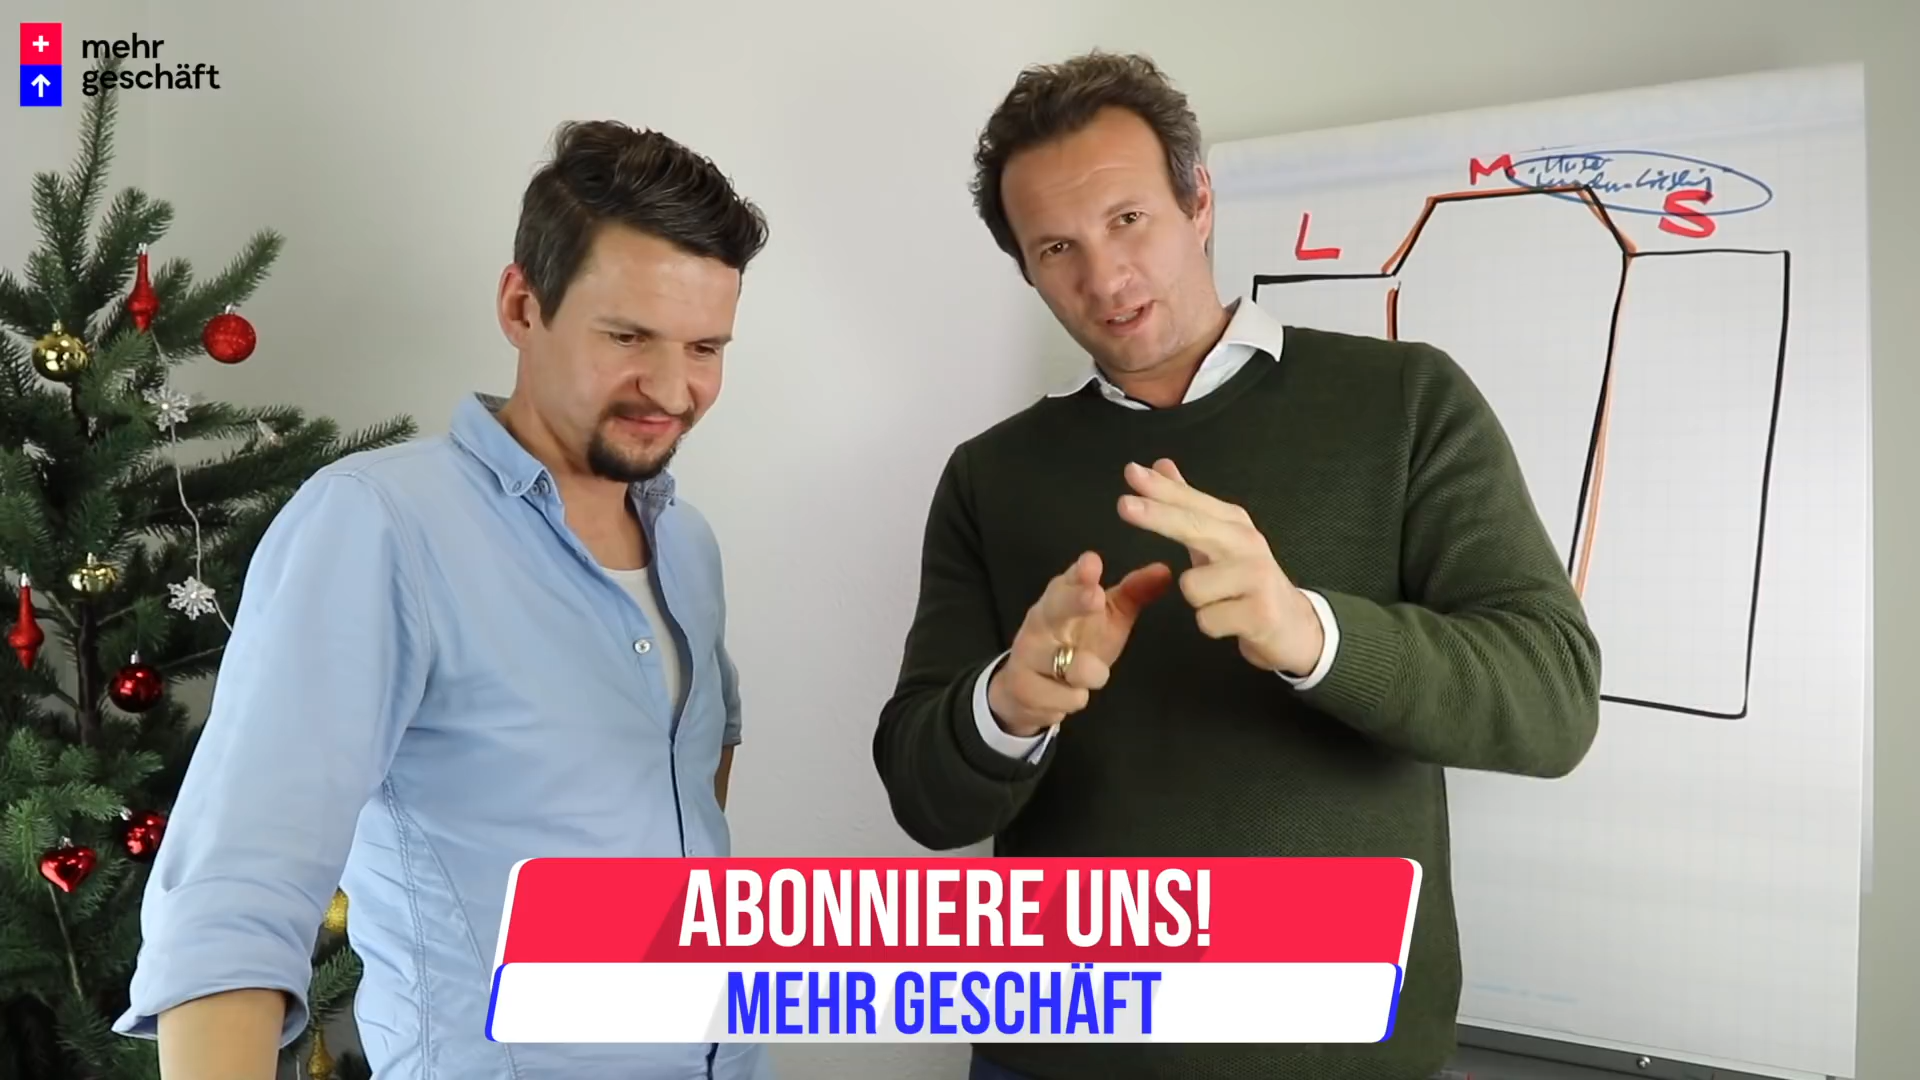 mehr
geschäft
M
L
S
ABONNIERE UNS!
MEHR GESCHÄFT